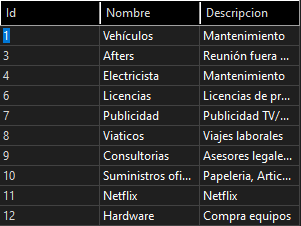 Id Nombre Descripcion
1 Vehículos Mantenimiento
3 Afters Reunión fuera ...
4 Electricista Mantenimiento
6 Licencias Licencias de pr...
7 Publicidad Publicidad TV/...
8 Viaticos Viajes laborales
9 Consultorias Asesores legale...
10 Suministros ofi... Papeleria, Artic...
11 Netflix Netflix
12 Hardware Compra equipos